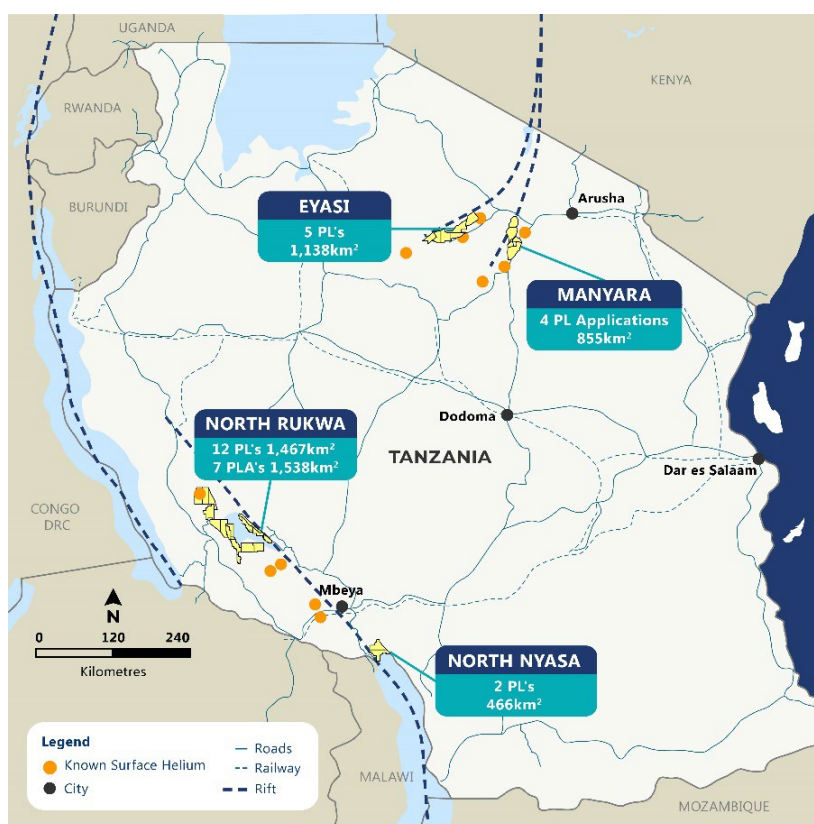 UGANDA
KENYA
RWANDA
BURUNDI
EYASI
5 PL's
1,138km²
Arusha
MANYARA
4 PL Applications
855km²
NORTH RUKWA
12 PL's 1,467km²
7 PLA's 1,538km²
Dodoma
TANZANIA
Dar es Salaam
CONGO
DRC
Mbeya
N
0 120 240
Kilometres
NORTH NYASA
2 PL's
466km²
Legend
Known Surface Helium
City
Roads
Railway
Rift
MALAWI
MOZAMBIQUE